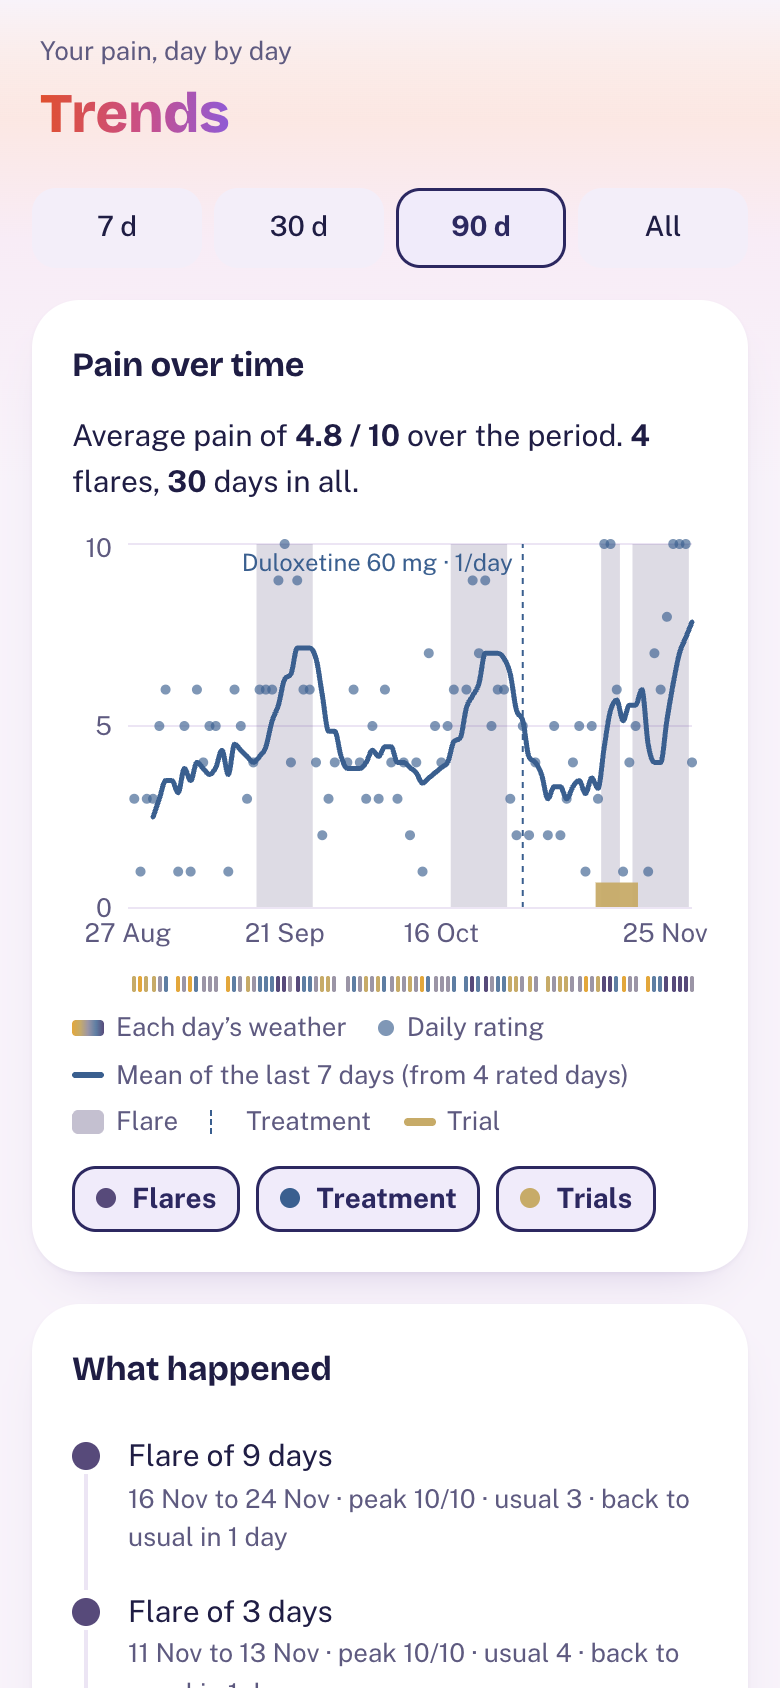 Your pain, day by day
Trends
7 d
30 d
90 d
All
Pain over time
Average pain of 4.8 / 10 over the period. 4
flares, 30 days in all.
10
Duloxetine 60 mg · 1/day
5
0
27 Aug
21 Sep
16 Oct
25 Nov
Each day’s weather
Daily rating
Mean of the last 7 days (from 4 rated days)
Flare
Treatment
Trial
Flares
Treatment
Trials
What happened
Flare of 9 days
16 Nov to 24 Nov · peak 10/10 · usual 3 · back to
usual in 1 day
Flare of 3 days
11 Nov to 13 Nov · peak 10/10 · usual 4 · back to